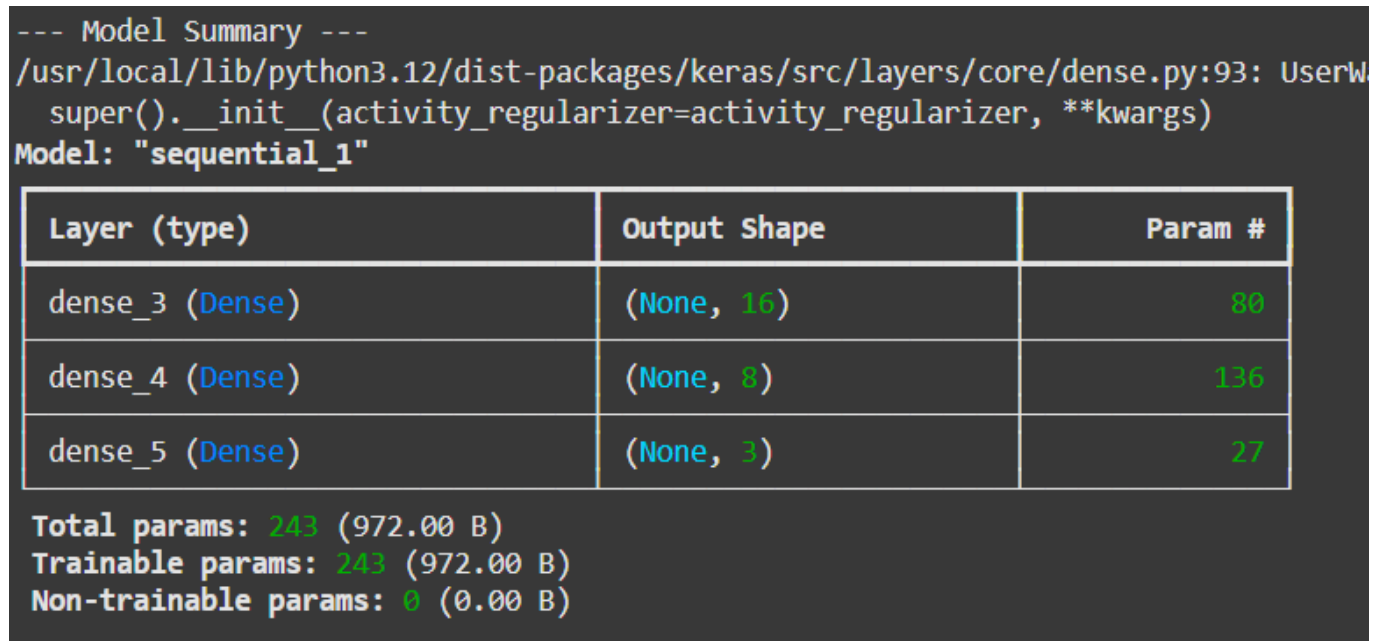 --- Model Summary ---
/usr/local/lib/python3.12/dist-packages/keras/src/layers/core/dense.py:93: UserW
super().__init__(activity_regularizer=activity_regularizer, **kwargs)
Model: "sequential_1"
Layer (type) Output Shape Param #
dense_3 (Dense) (None, 16) 80
dense_4 (Dense) (None, 8) 136
dense_5 (Dense) (None, 3) 27
Total params: 243 (972.00 B)
Trainable params: 243 (972.00 B)
Non-trainable params: 0 (0.00 B)